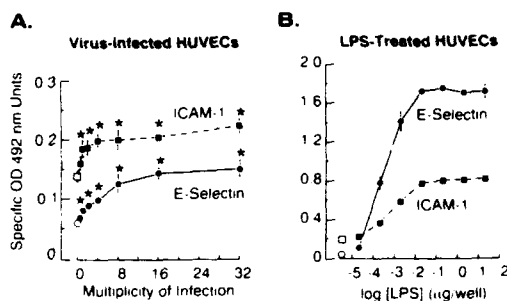 A.
Virus-Infected HUVECs
Specific OD 492 nm Units
0 3
0 2
0 1
0
ICAM-1
E-Selectin
0 8 16 24 32
Multiplicity of Infection
B.
LPS-Treated HUVECs
2 0
1 6
1 2
0 8
0 4
0
E-Selectin
ICAM-1
-5 -4 -3 -2 -1 0 1 2
log [LPS] (µg/well)